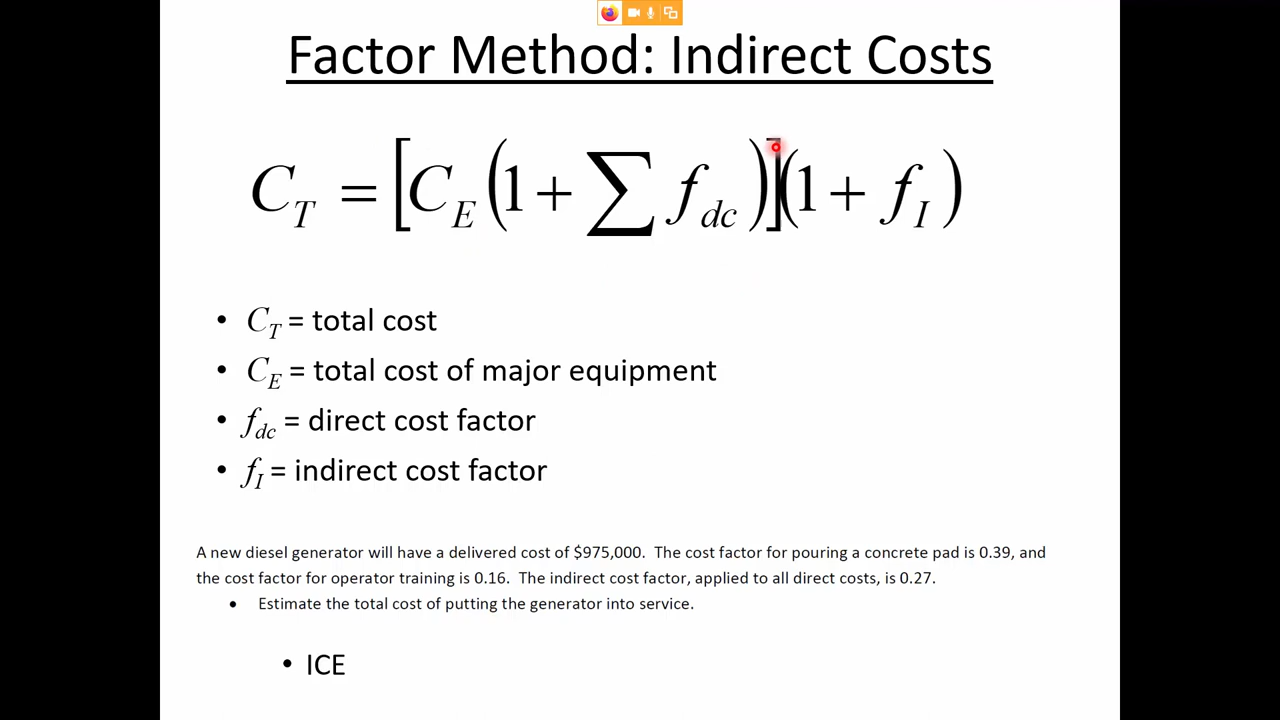 Factor Method: Indirect Costs
C_T = [C_E (1 + ∑ f_dc)](1 + f_I)
• C_T = total cost
• C_E = total cost of major equipment
• f_dc = direct cost factor
• f_I = indirect cost factor
A new diesel generator will have a delivered cost of $975,000. The cost factor for pouring a concrete pad is 0.39, and
the cost factor for operator training is 0.16. The indirect cost factor, applied to all direct costs, is 0.27.
• Estimate the total cost of putting the generator into service.
• ICE